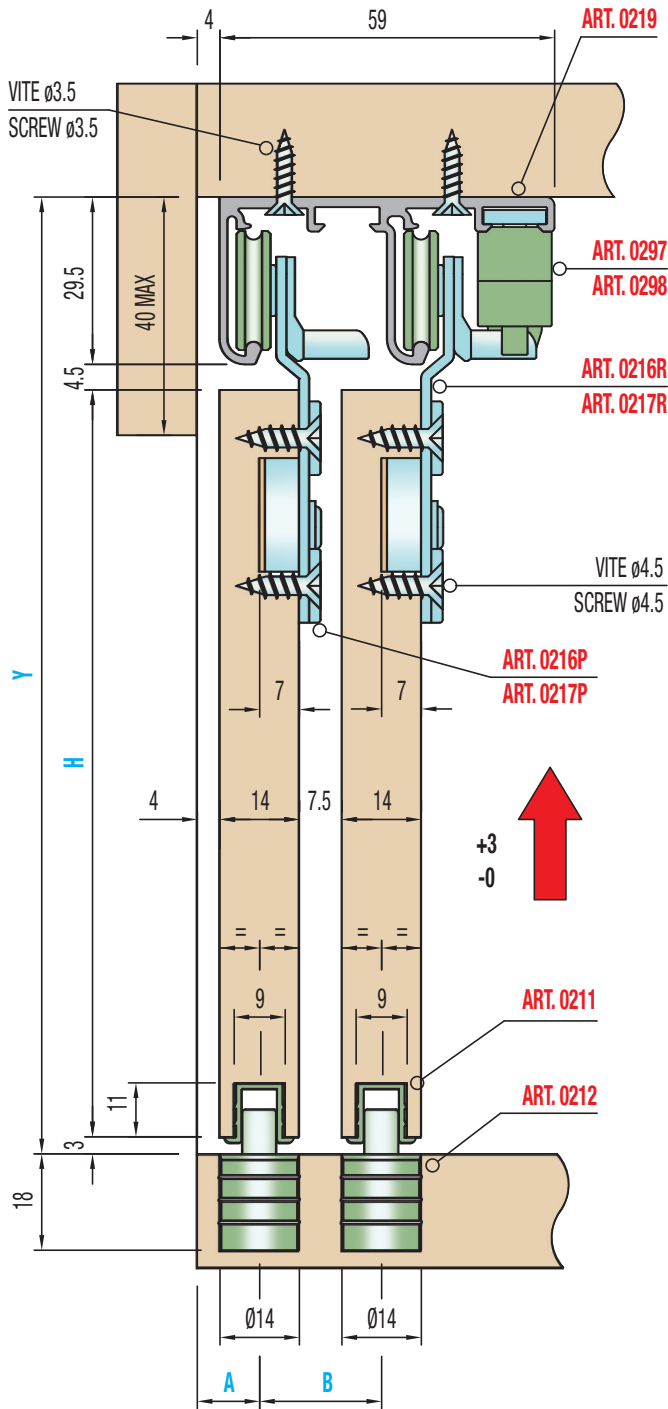 4
59
ART. 0219
VITE ø3.5
SCREW ø3.5
29.5
40 MAX
ART. 0297
ART. 0298
4.5
ART. 0216R
ART. 0217R
VITE ø4.5
SCREW ø4.5
ART. 0216P
ART. 0217P
Y
H
7
7
4
14
7.5
14
+3
-0
=
=
=
=
9
9
ART. 0211
11
ART. 0212
3
18
Ø14
Ø14
A
B